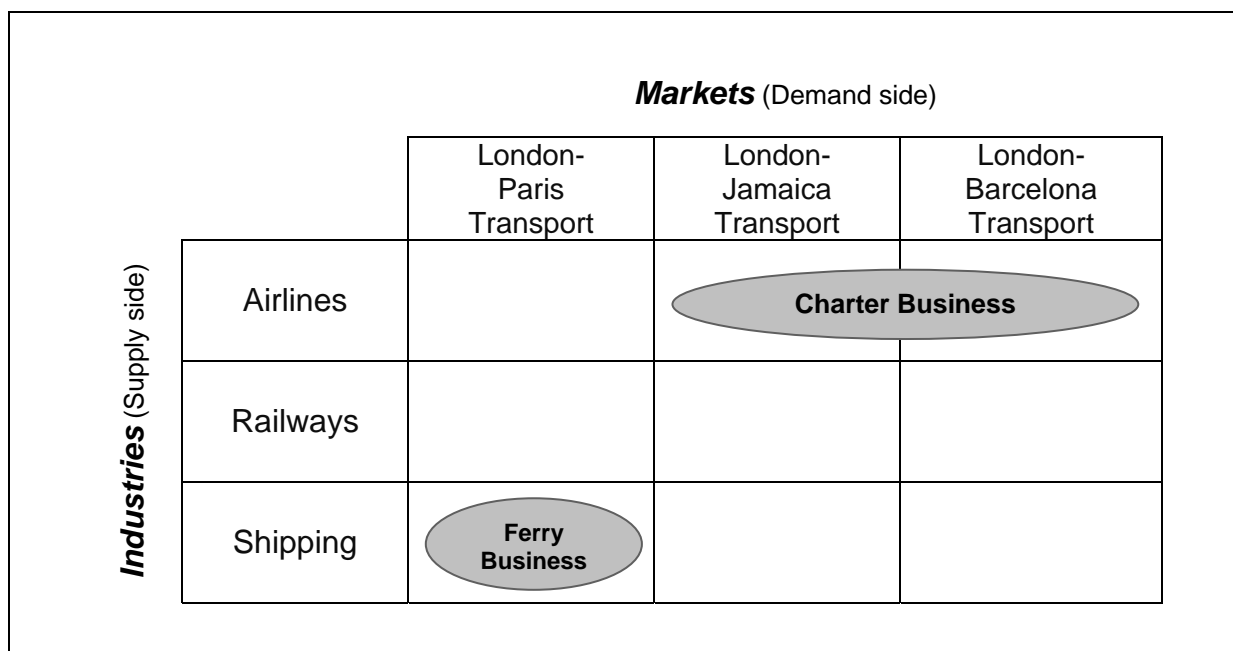 Markets (Demand side)
London-
Paris
Transport
London-
Jamaica
Transport
London-
Barcelona
Transport
Industries (Supply side)
Airlines
Charter Business
Railways
Shipping
Ferry
Business